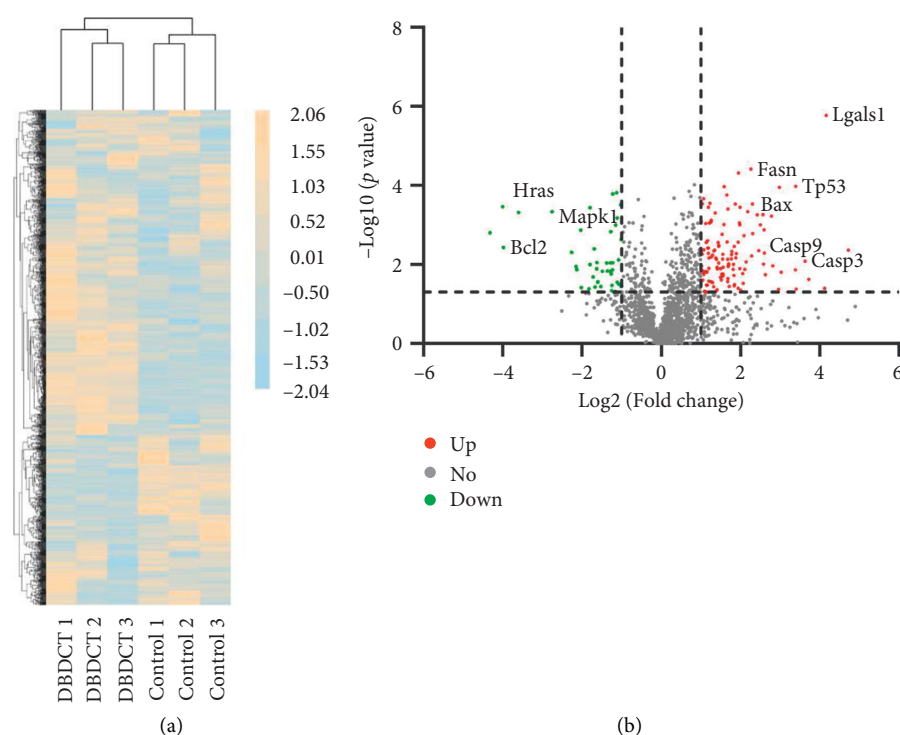 2.06
1.55
1.03
0.52
0.01
−0.50
−1.02
−1.53
−2.04
DBDCT 1
DBDCT 2
DBDCT 3
Control 1
Control 2
Control 3
(a)
8
6
4
2
0
−Log10 (p value)
Lgals1
Fasn
Tp53
Hras
Bax
Mapk1
Bcl2
Casp9
Casp3
−6
−4
−2
0
2
4
6
Log2 (Fold change)
Up
No
Down
(b)